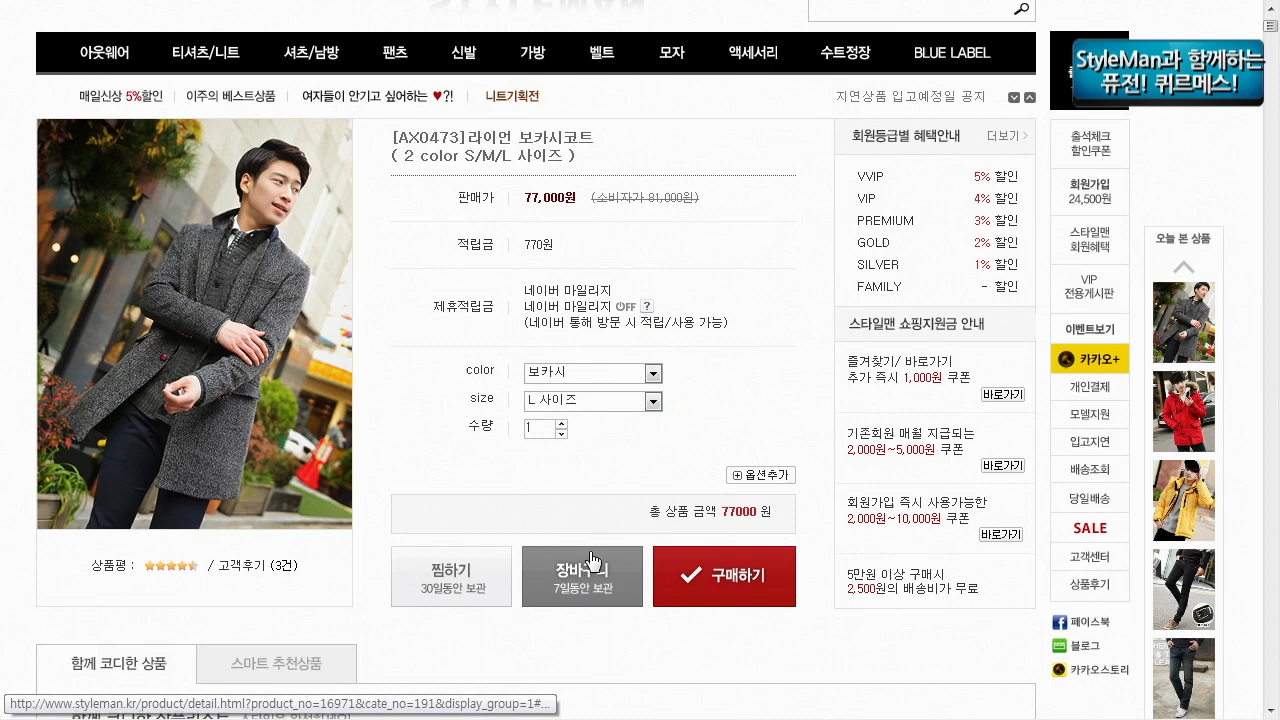 아웃웨어 티셔츠/니트 셔츠/남방 팬츠 신발 가방 벨트 모자 액세서리 수트정장 BLUE LABEL
StyleMan과 함께하는
퓨전! 퀴르메스!
매일신상 5%할인 이주의 베스트상품 여자들이 안기고 싶어하는 ♥?! 니트기획전
지연상품 입고예정일 공지
[AX0473]라이언 보카시코트
( 2 color S/M/L 사이즈 )
판매가 77,000원 (소비자가 81,000원)
적립금 770원
제휴적립금
네이버 마일리지
네이버 마일리지 OFF ?
(네이버 통해 방문 시 적립/사용 가능)
color 보카시
size L 사이즈
수량 1
옵션추가
총 상품 금액 77000 원
찜하기
30일동안 보관
7일동안 보관
구매하기
상품평 : / 고객후기 (3건)
회원등급별 혜택안내 더보기 >
VVIP 5% 할인
VIP 4% 할인
PREMIUM 3% 할인
GOLD 2% 할인
SILVER 1% 할인
FAMILY - 할인
스타일맨 쇼핑지원금 안내
즐겨찾기/ 바로가기
추가 즉시 1,000원 쿠폰
바로가기
기존회원 매월 지급되는
2,000원~5,000원 쿠폰
바로가기
회원가입 즉시 사용가능한
2,000원~10,000원 쿠폰
바로가기
5만원 이상 구매시
2,500원의 배송비가 무료
출석체크
할인쿠폰
회원가입
24,500원
스타일맨
회원혜택
VIP
전용게시판
이벤트보기
카카오+
개인결제
모델지원
입고지연
배송조회
당일배송
SALE
고객센터
상품후기
페이스북
블로그
카카오스토리
오늘 본 상품
함께 코디한 상품 스마트 추천상품
http://www.styleman.kr/product/detail.html?product_no=16971&cate_no=191&display_group=1#...